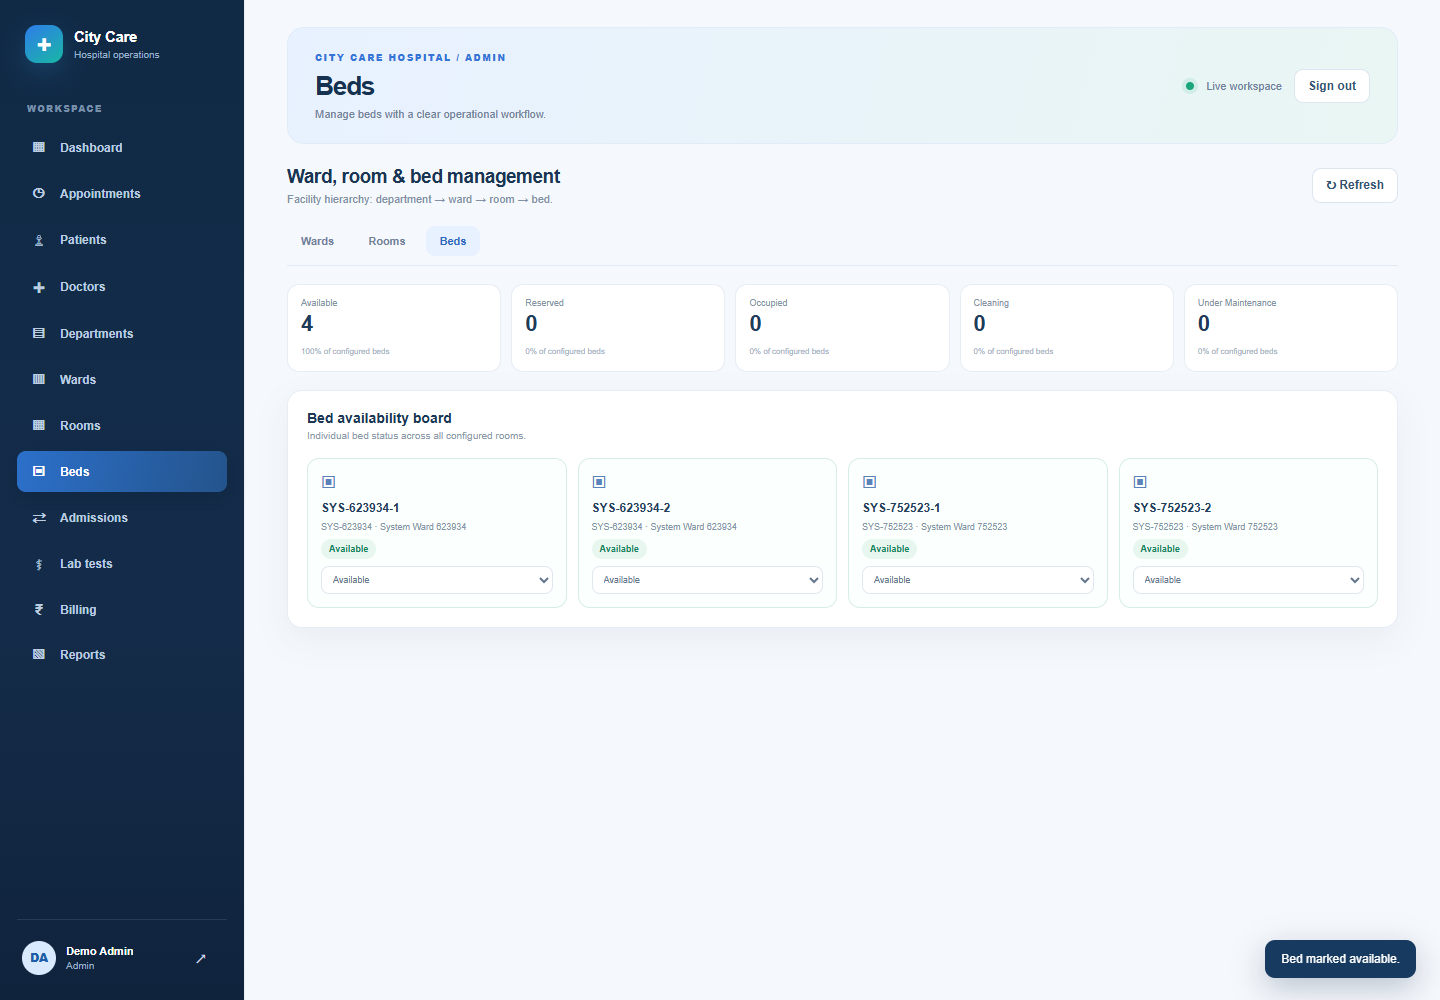 City Care
Hospital operations
WORKSPACE
Dashboard
Appointments
Patients
Doctors
Departments
Wards
Rooms
Beds
Admissions
Lab tests
₹ Billing
Reports
DA
Demo Admin
Admin
CITY CARE HOSPITAL / ADMIN
Beds
Manage beds with a clear operational workflow.
Live workspace
Sign out
Ward, room & bed management
Facility hierarchy: department → ward → room → bed.
↻ Refresh
Wards
Rooms
Beds
Available
4
100% of configured beds
Reserved
0
0% of configured beds
Occupied
0
0% of configured beds
Cleaning
0
0% of configured beds
Under Maintenance
0
0% of configured beds
Bed availability board
Individual bed status across all configured rooms.
SYS-623934-1
SYS-623934 · System Ward 623934
Available
Available
SYS-623934-2
SYS-623934 · System Ward 623934
Available
Available
SYS-752523-1
SYS-752523 · System Ward 752523
Available
Available
SYS-752523-2
SYS-752523 · System Ward 752523
Available
Available
Bed marked available.